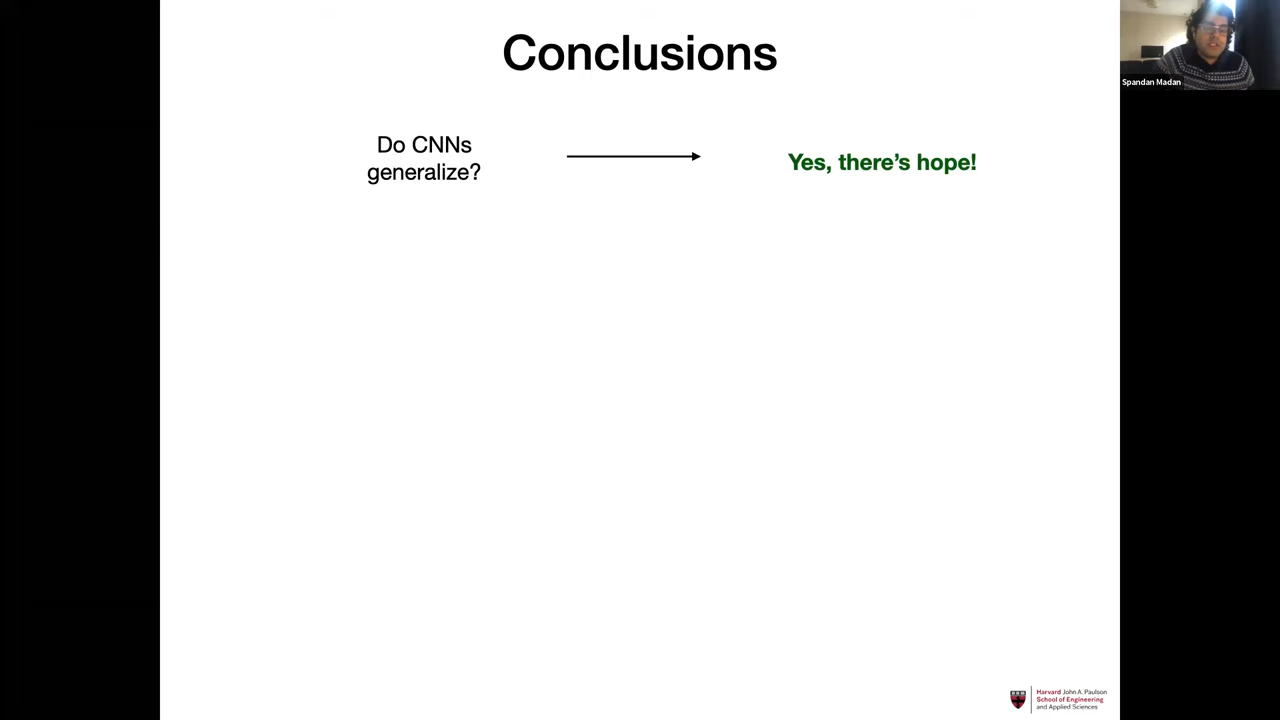 Conclusions
Do CNNs
generalize?
Yes, there's hope!
Spandan Madan
Harvard John A. Paulson
School of Engineering
and Applied Sciences